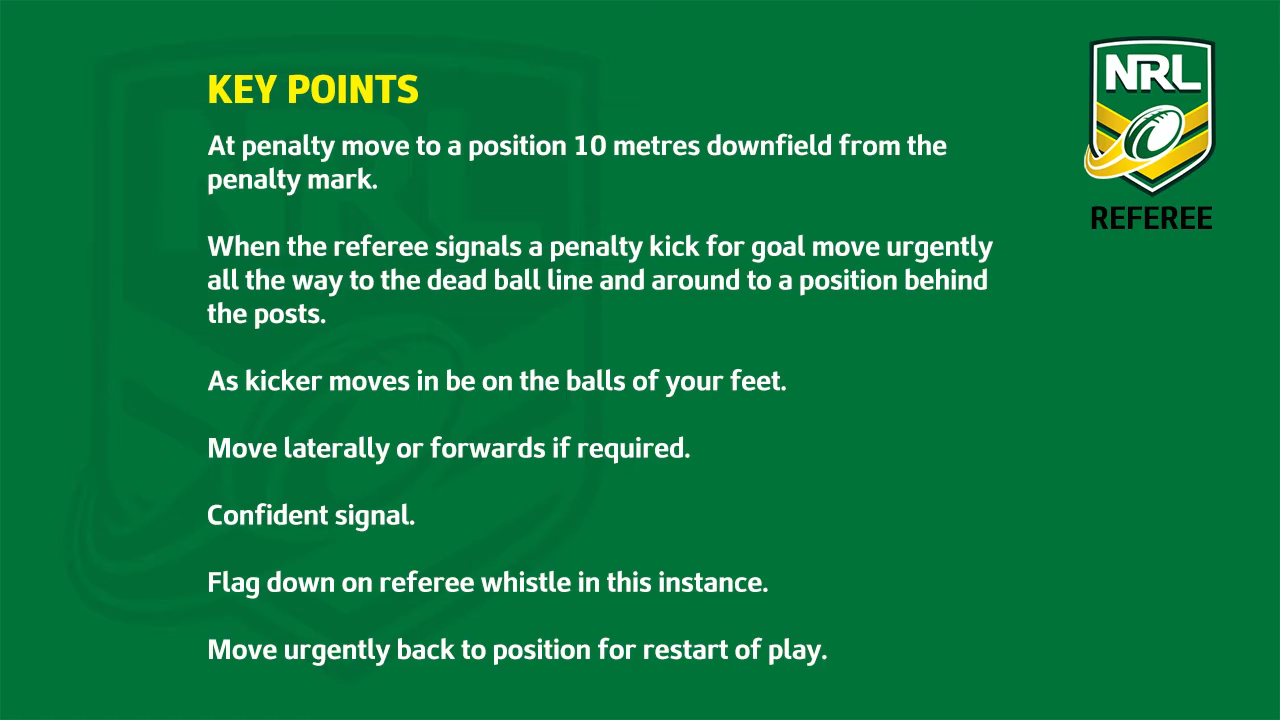 KEY POINTS
At penalty move to a position 10 metres downfield from the
penalty mark.
When the referee signals a penalty kick for goal move urgently
all the way to the dead ball line and around to a position behind
the posts.
As kicker moves in be on the balls of your feet.
Move laterally or forwards if required.
Confident signal.
Flag down on referee whistle in this instance.
Move urgently back to position for restart of play.
NRL
REFEREE
NRL